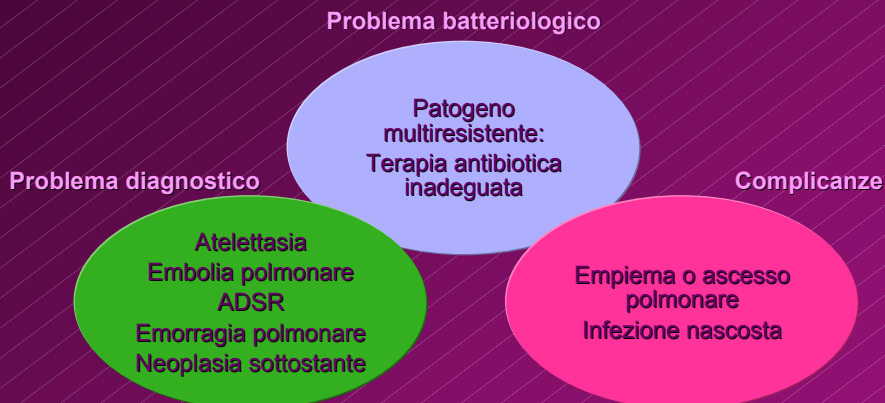 Problema batteriologico
Patogeno
multiresistente:
Terapia antibiotica
inadeguata
Problema diagnostico
Atelettasia
Embolia polmonare
ADSR
Emorragia polmonare
Neoplasia sottostante
Complicanze
Empiema o ascesso
polmonare
Infezione nascosta